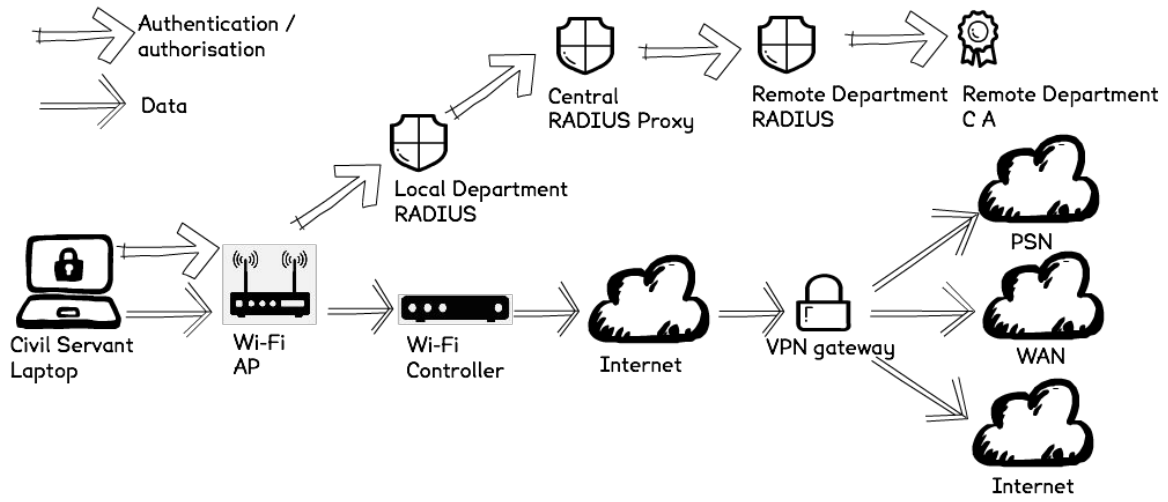 Authentication /
authorisation
Data
Central
RADIUS Proxy
Remote Department
RADIUS
Remote Department
C A
Local Department
RADIUS
PSN
Civil Servant
Laptop
Wi-Fi
AP
Wi-Fi
Controller
Internet
VPN gateway
WAN
Internet